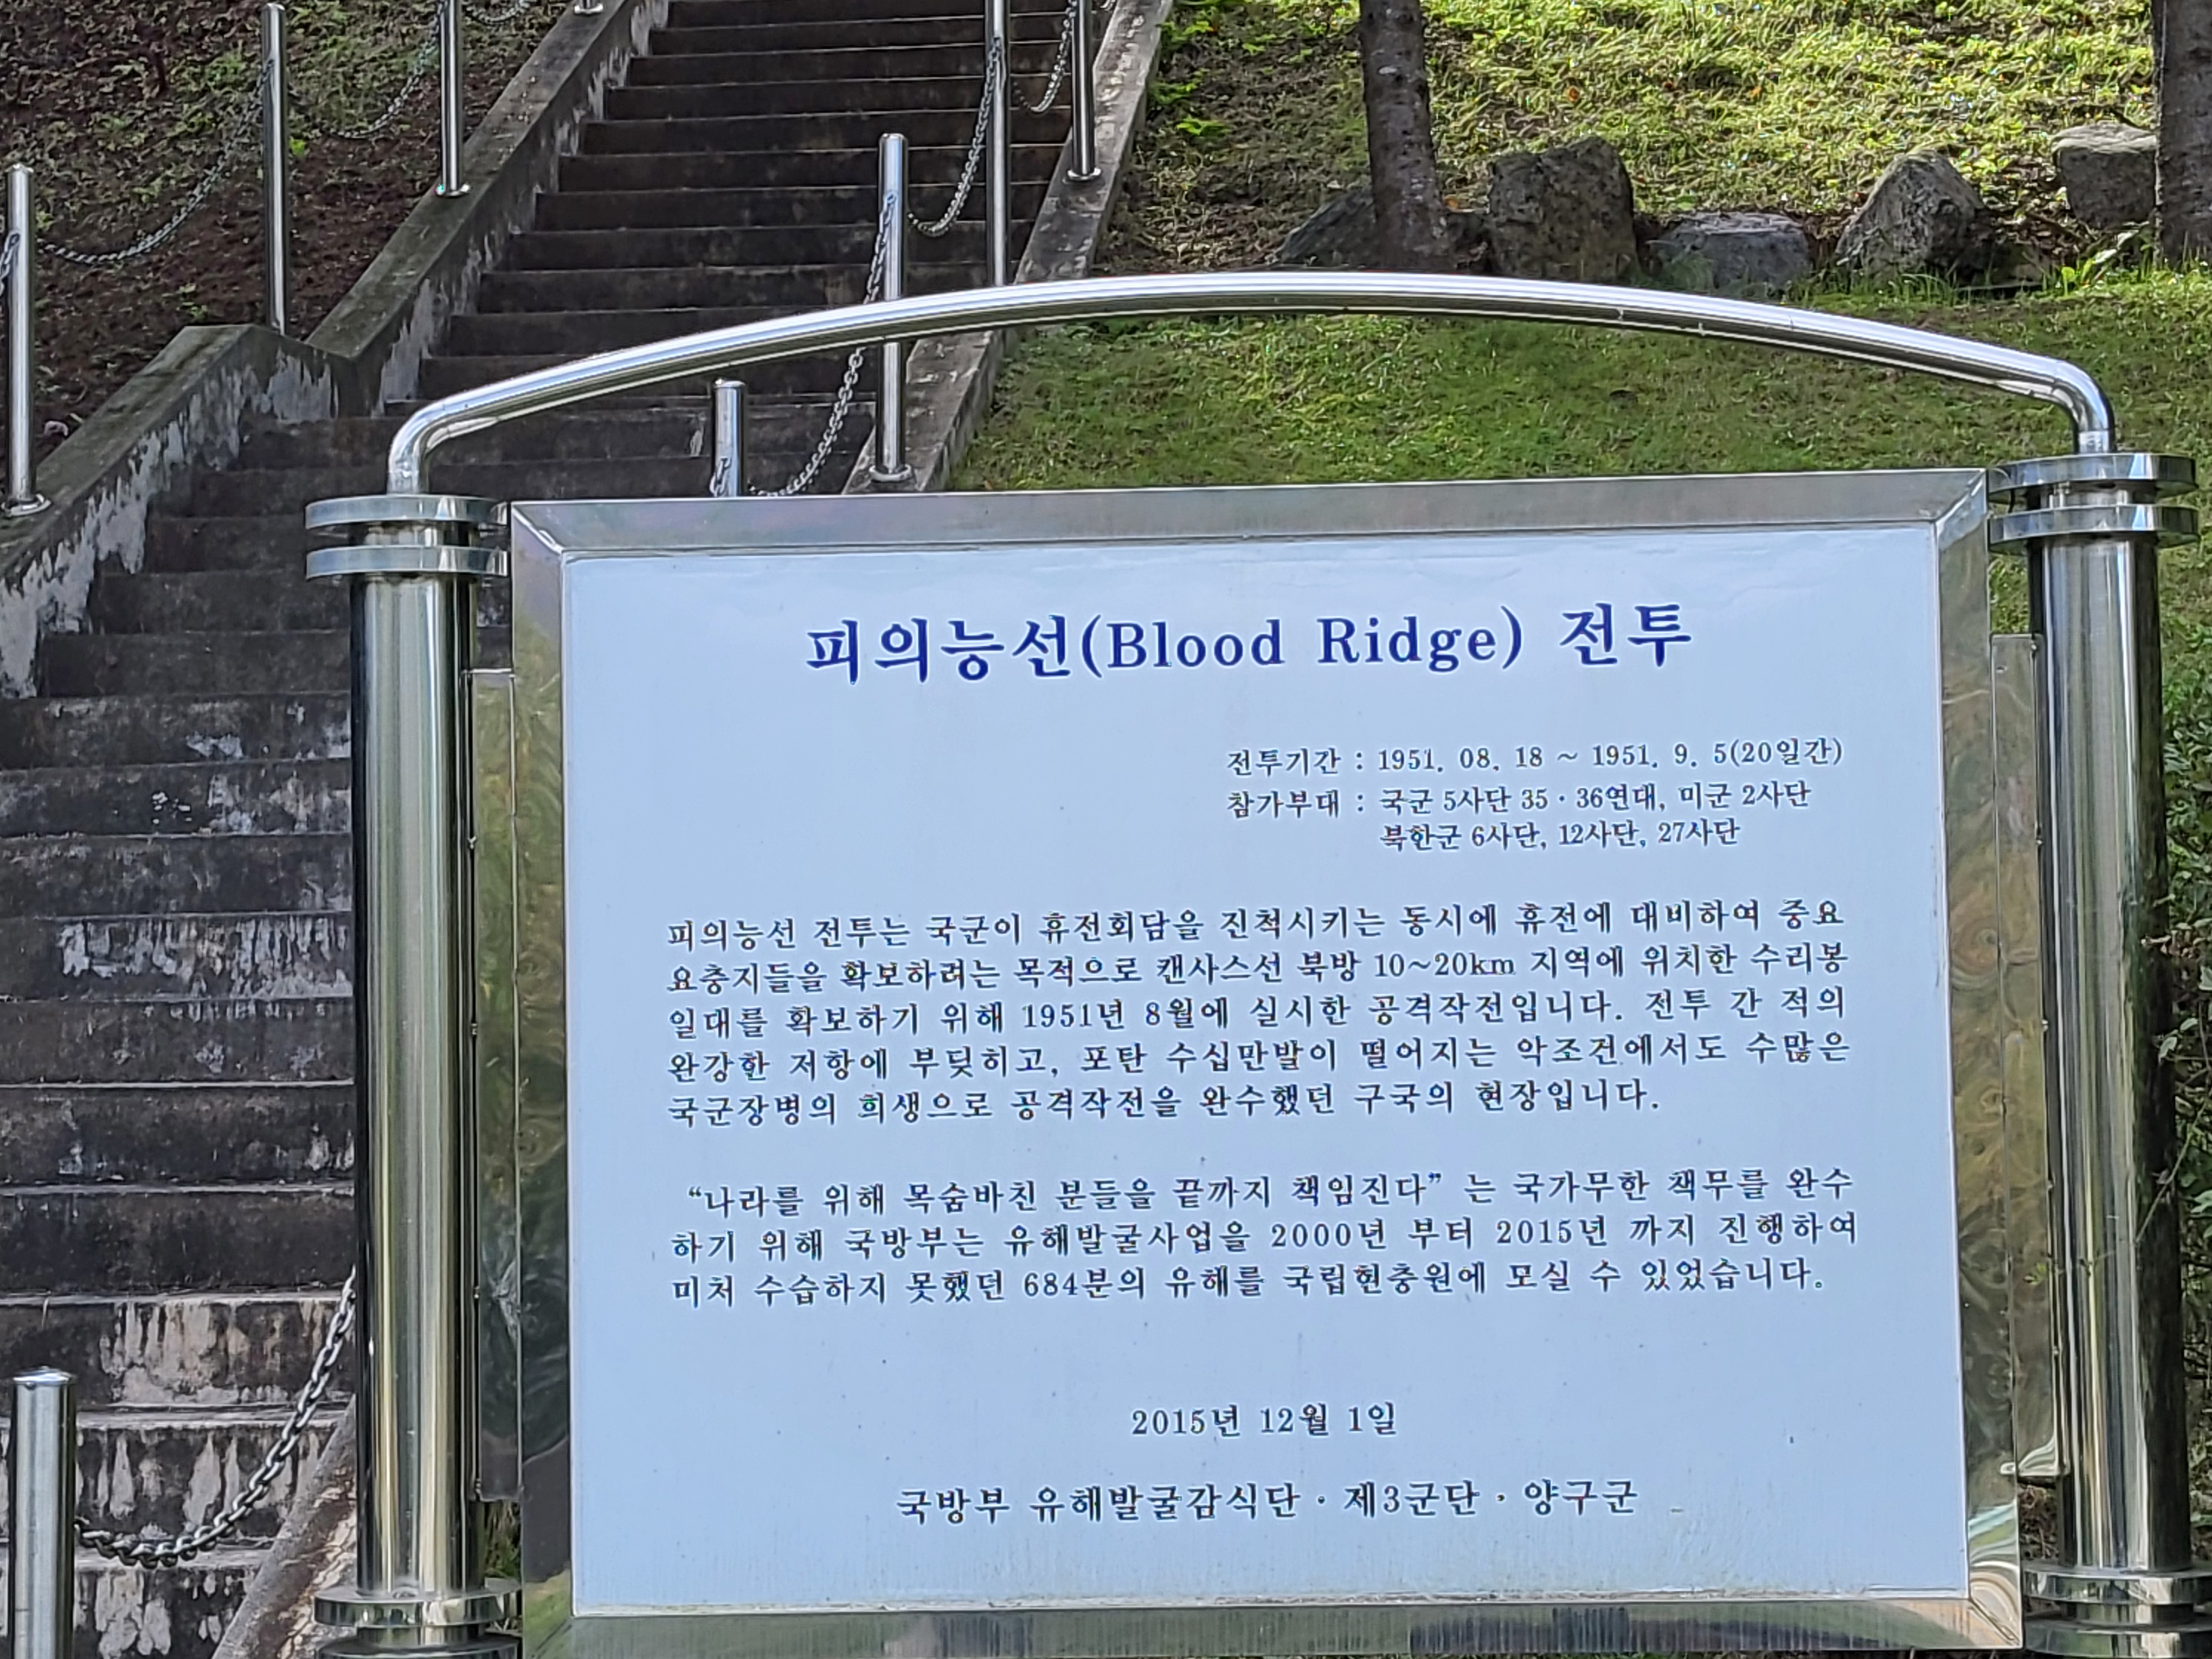 피의능선(Blood Ridge) 전투
전투기간 : 1951. 08. 18 ~ 1951. 9. 5(20일간)
참가부대 : 국군 5사단 35·36연대, 미군 2사단
북한군 6사단, 12사단, 27사단
피의능선 전투는 국군이 휴전회담을 진척시키는 동시에 휴전에 대비하여 중요
요충지들을 확보하려는 목적으로 캔사스선 북방 10~20km 지역에 위치한 수리봉
일대를 확보하기 위해 1951년 8월에 실시한 공격작전입니다. 전투 간 적의
완강한 저항에 부딪히고, 포탄 수십만발이 떨어지는 악조건에서도 수많은
국군장병의 희생으로 공격작전을 완수했던 구국의 현장입니다.
“나라를 위해 목숨바친 분들을 끝까지 책임진다” 는 국가무한 책무를 완수
하기 위해 국방부는 유해발굴사업을 2000년 부터 2015년 까지 진행하여
미처 수습하지 못했던 684분의 유해를 국립현충원에 모실 수 있었습니다.
2015년 12월 1일
국방부 유해발굴감식단 · 제3군단 · 양구군